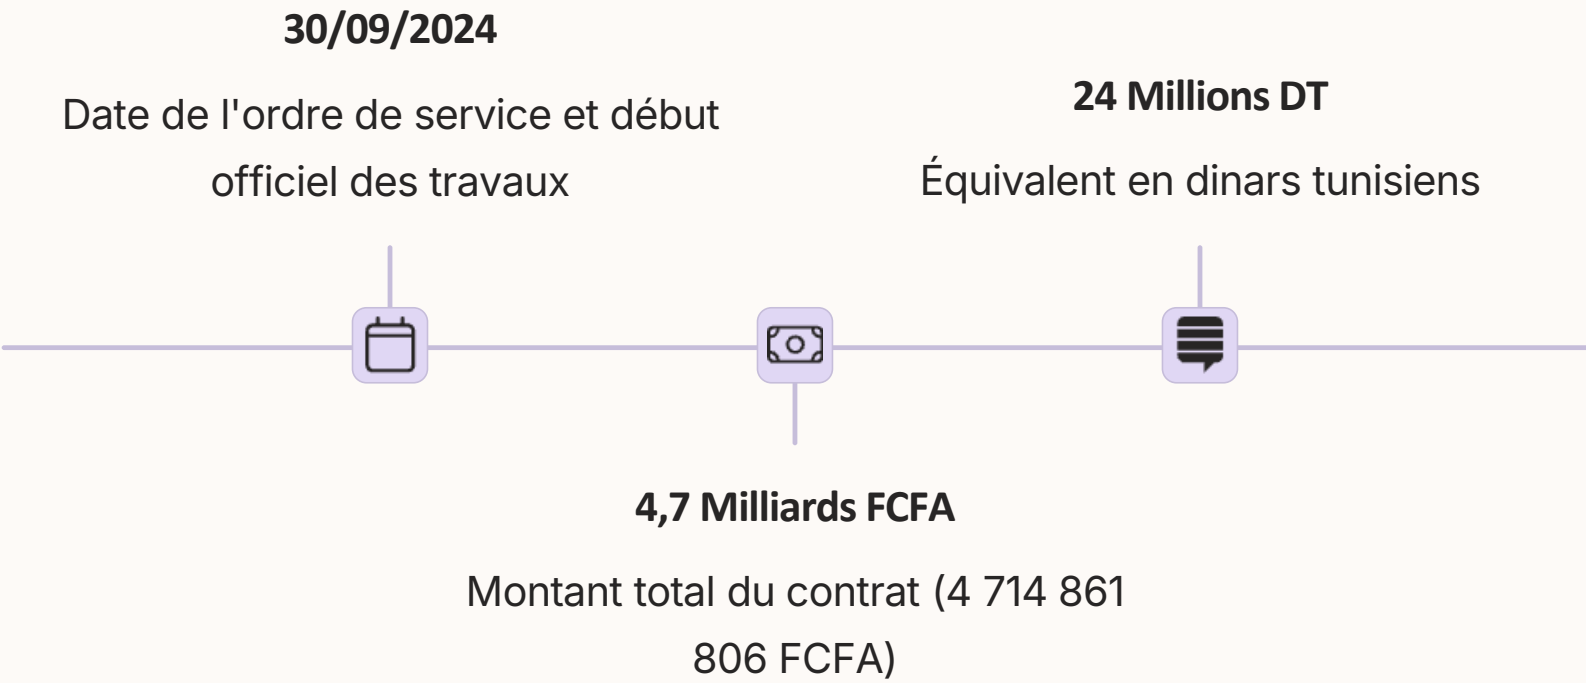 30/09/2024
Date de l'ordre de service et début
officiel des travaux
4,7 Milliards FCFA
Montant total du contrat (4 714 861
806 FCFA)
24 Millions DT
Équivalent en dinars tunisiens